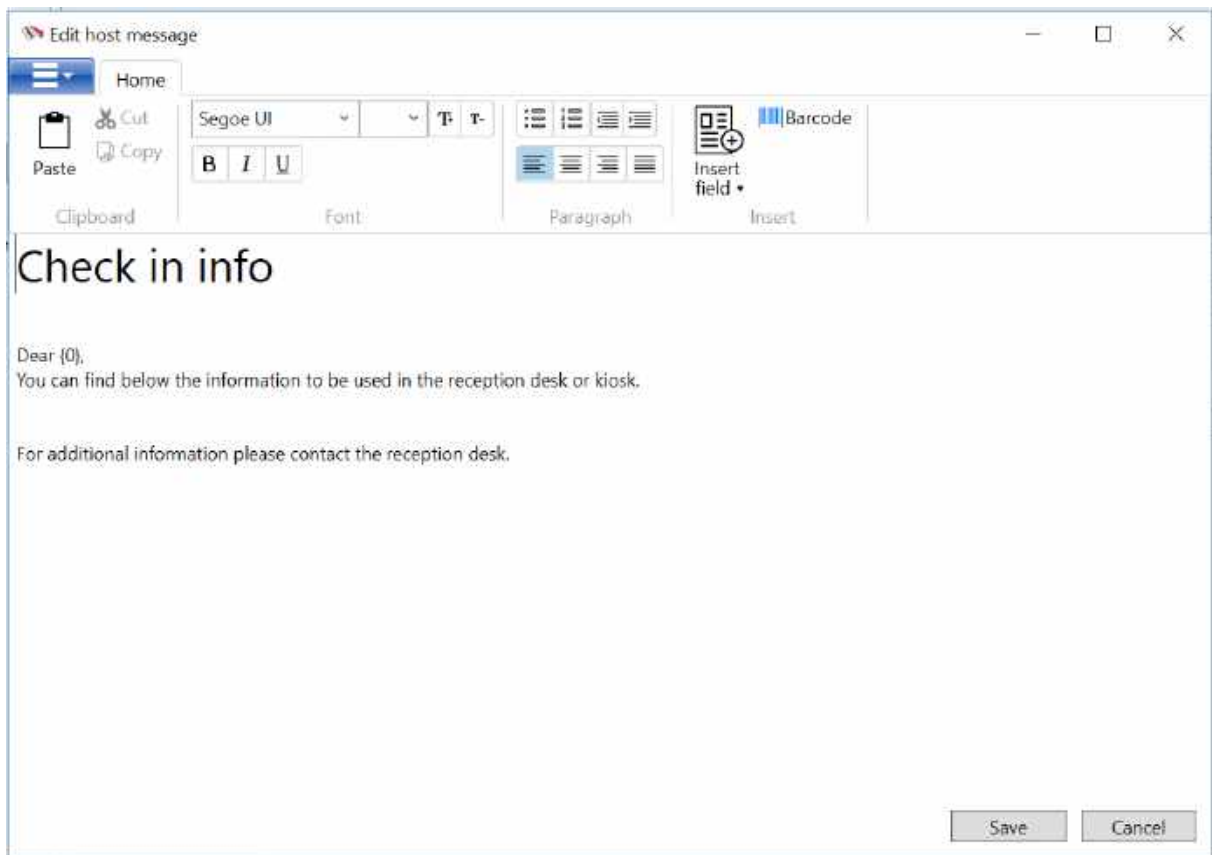 Edit host message
Home
Paste
Cut
Copy
Clipboard
Segoe UI
B I U
Font
Paragraph
Insert field
Barcode
Insert
Check in info
Dear {0},
You can find below the information to be used in the reception desk or kiosk.
For additional information please contact the reception desk.
Save Cancel